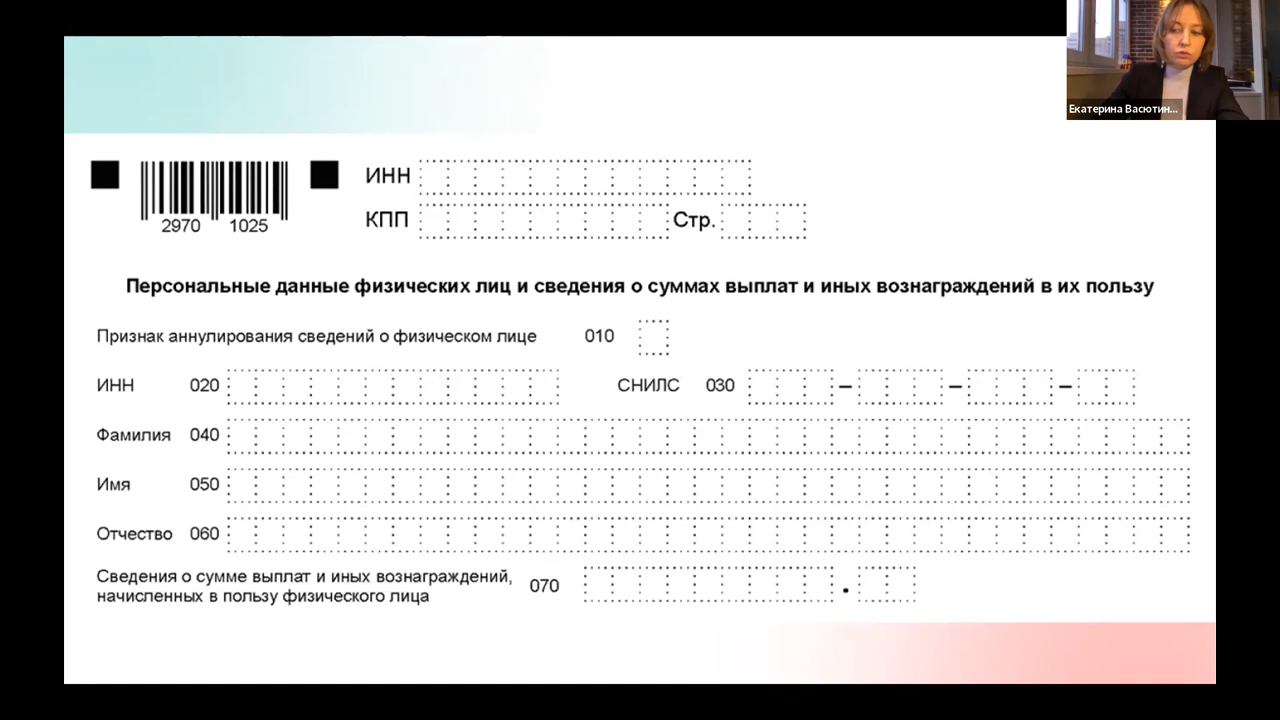 Екатерина Васютин...
2970 1025
ИНН
КПП Стр.
Персональные данные физических лиц и сведения о суммах выплат и иных вознаграждений в их пользу
Признак аннулирования сведений о физическом лице 010
ИНН 020 СНИЛС 030 – – –
Фамилия 040
Имя 050
Отчество 060
Сведения о сумме выплат и иных вознаграждений,
начисленных в пользу физического лица 070 .